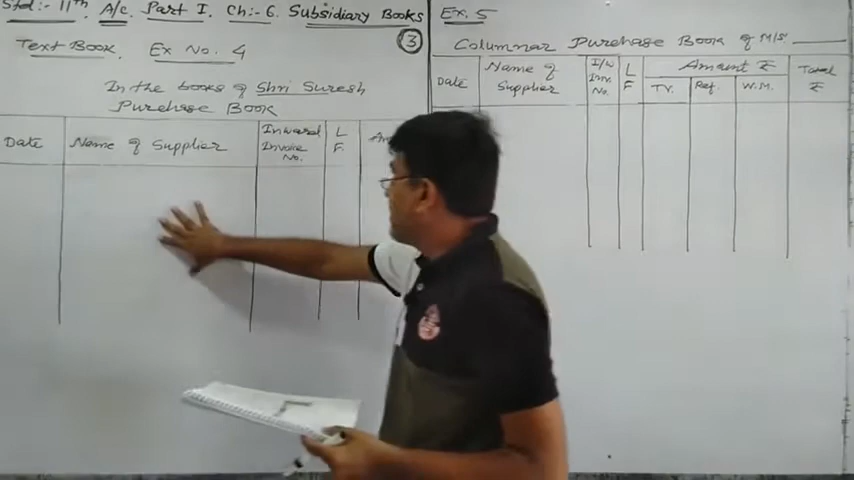 Std:- 11th A/c. Part I. Ch:- 6. Subsidiary Books
3
Text Book. Ex No. 4
In the books of Shri Suresh
Purchase Book
Date
Name of Supplier
Inward Invoice No.
L F.
Ex. 5
Columnar Purchase Book of M/s
Date
Name of Supplier
I/W Inv. No.
L F
Amount ₹
TV. Ref. W.M.
Total ₹